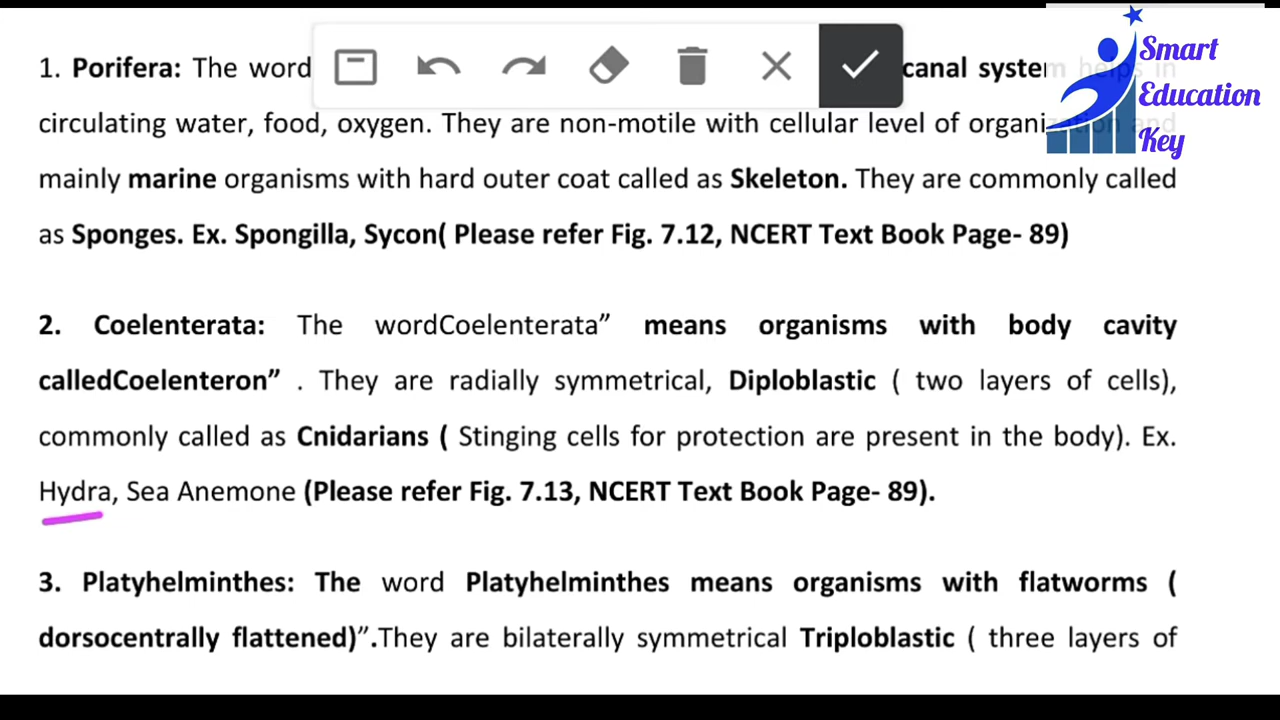 1. Porifera: The word canal system helps in
circulating water, food, oxygen. They are non-motile with cellular level of organization and
mainly marine organisms with hard outer coat called as Skeleton. They are commonly called
as Sponges. Ex. Spongilla, Sycon( Please refer Fig. 7.12, NCERT Text Book Page- 89)
2. Coelenterata: The wordCoelenterata” means organisms with body cavity
calledCoelenteron” . They are radially symmetrical, Diploblastic ( two layers of cells),
commonly called as Cnidarians ( Stinging cells for protection are present in the body). Ex.
Hydra, Sea Anemone (Please refer Fig. 7.13, NCERT Text Book Page- 89).
3. Platyhelminthes: The word Platyhelminthes means organisms with flatworms (
dorsocentrally flattened)”.They are bilaterally symmetrical Triploblastic ( three layers of
Smart
Education
Key